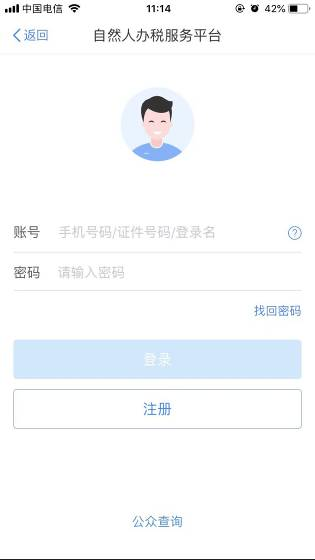 中国电信 11:14 42%
返回 自然人办税服务平台
账号 手机号码/证件号码/登录名 ?
密码 请输入密码
找回密码
登录
注册
公众查询